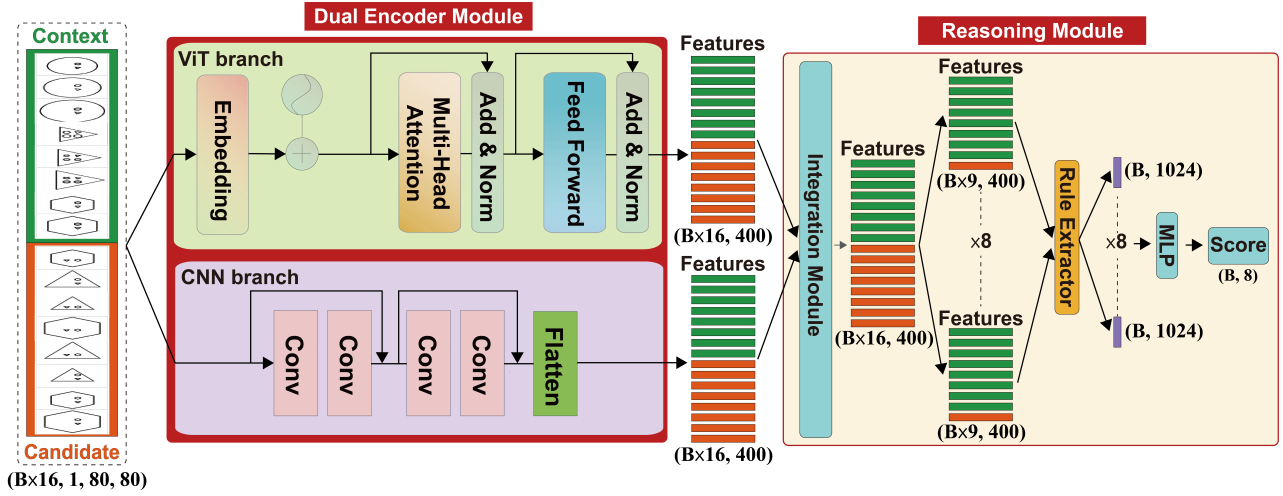 Context
Candidate
(B×16, 1, 80, 80)
Dual Encoder Module
ViT branch
Embedding
Multi-Head
Attention
Add & Norm
Feed Forward
Add & Norm
CNN branch
Conv
Conv
Conv
Conv
Flatten
Features
(B×16, 400)
Features
(B×16, 400)
Reasoning Module
Integration Module
Features
(B×16, 400)
Features
(B×9, 400)
×8
Features
(B×9, 400)
Rule Extractor
(B, 1024)
×8
(B, 1024)
MLP
Score
(B, 8)